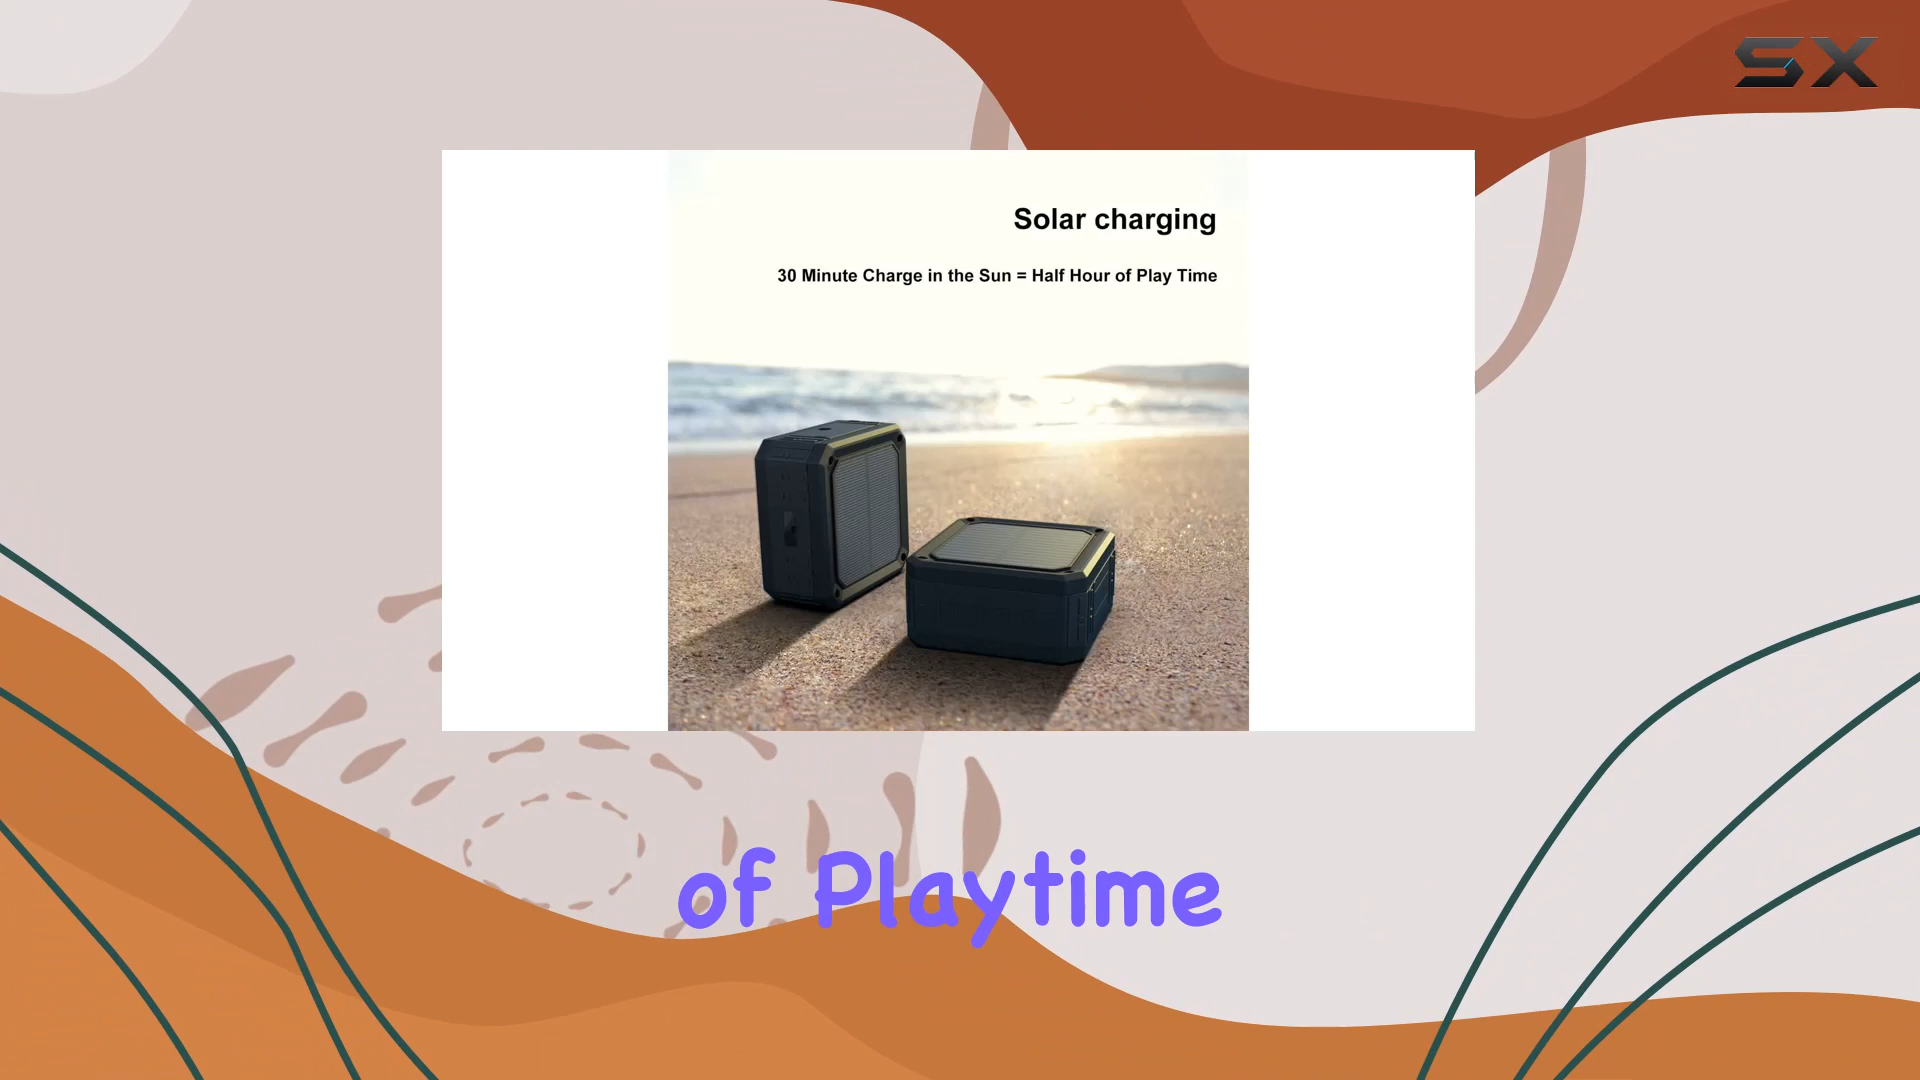 SX
Solar charging
30 Minute Charge in the Sun = Half Hour of Play Time
of Playtime